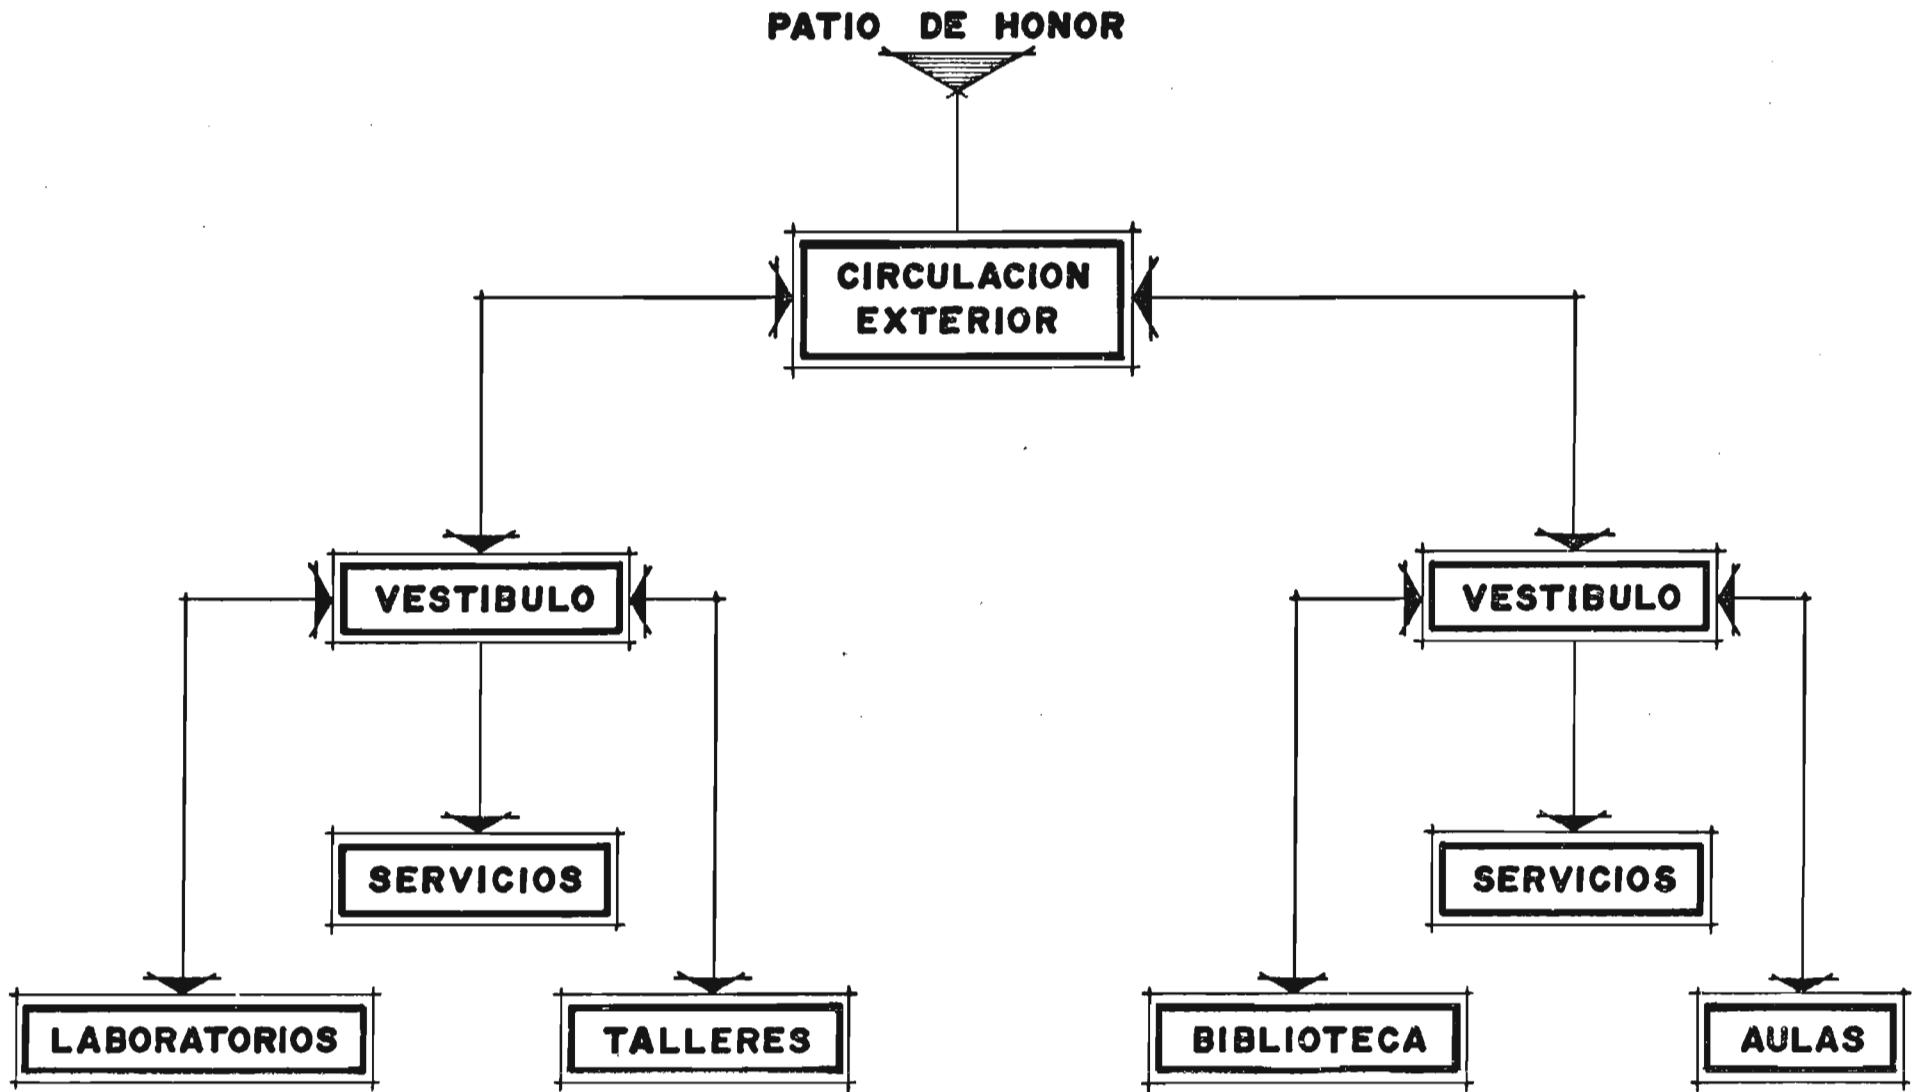 PATIO DE HONOR
CIRCULACION
EXTERIOR
VESTIBULO
VESTIBULO
SERVICIOS
SERVICIOS
LABORATORIOS
TALLERES
BIBLIOTECA
AULAS